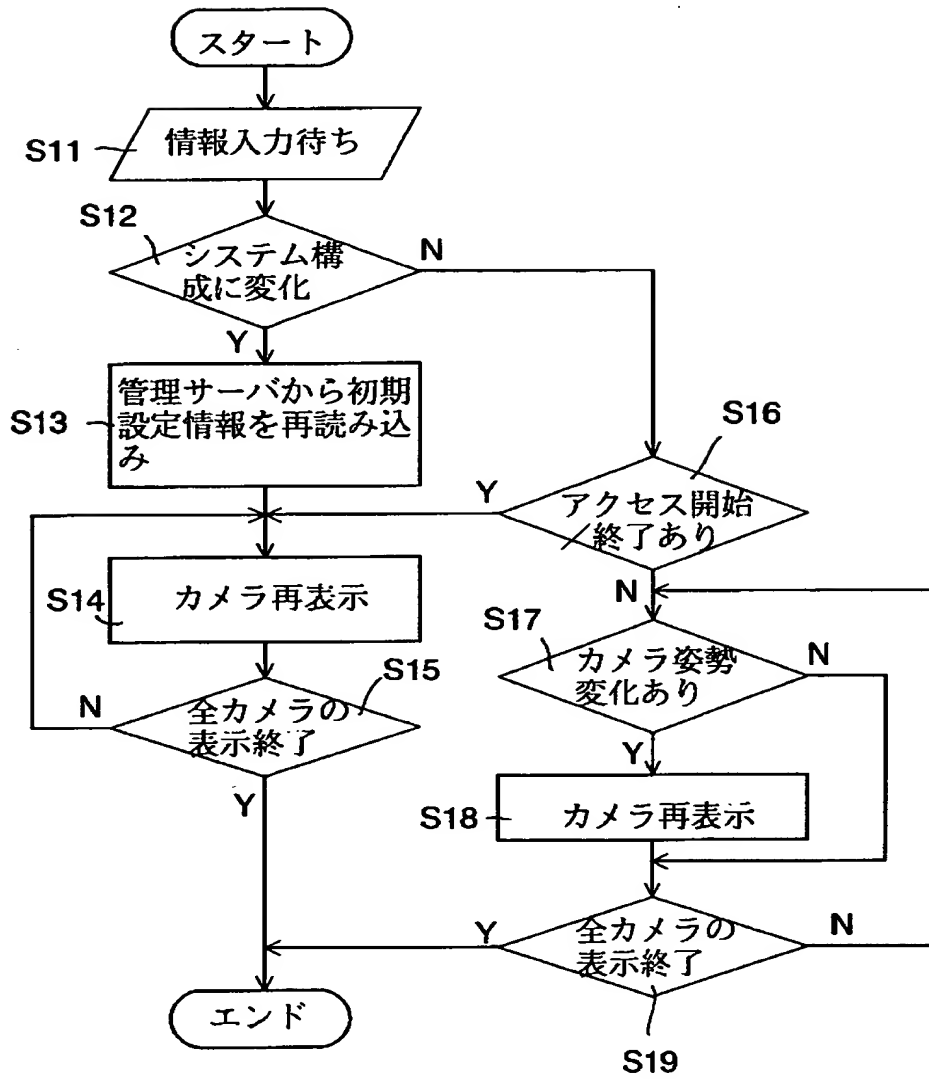 スタート
S11
情報入力待ち
S12
システム構
成に変化
N
Y
S13
管理サーバから初期
設定情報を再読み込
み
S16
アクセス開始
／終了あり
Y
N
S14
カメラ再表示
S15
全カメラの
表示終了
N
Y
S17
カメラ姿勢
変化あり
N
Y
S18
カメラ再表示
全カメラの
表示終了
Y
N
S19
エンド